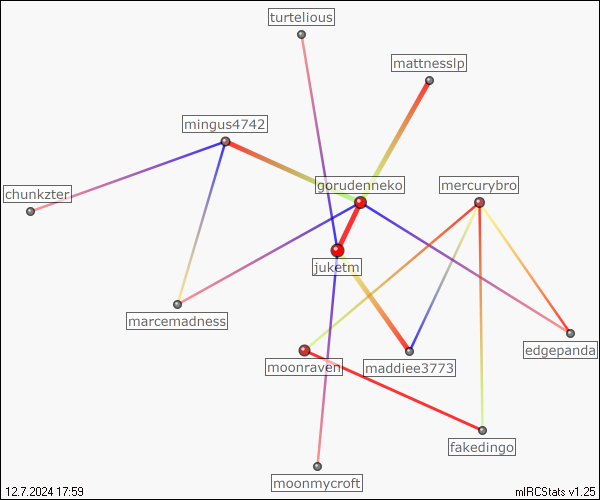 turtelious
mattnesslp
mingus4742
gorudenneko
mercurybro
chunkzter
juketm
marcemadness
edgepanda
moonraven
maddiee3773
fakedingo
moonmycroft
12.7.2024 17:59
mIRCStats v1.25